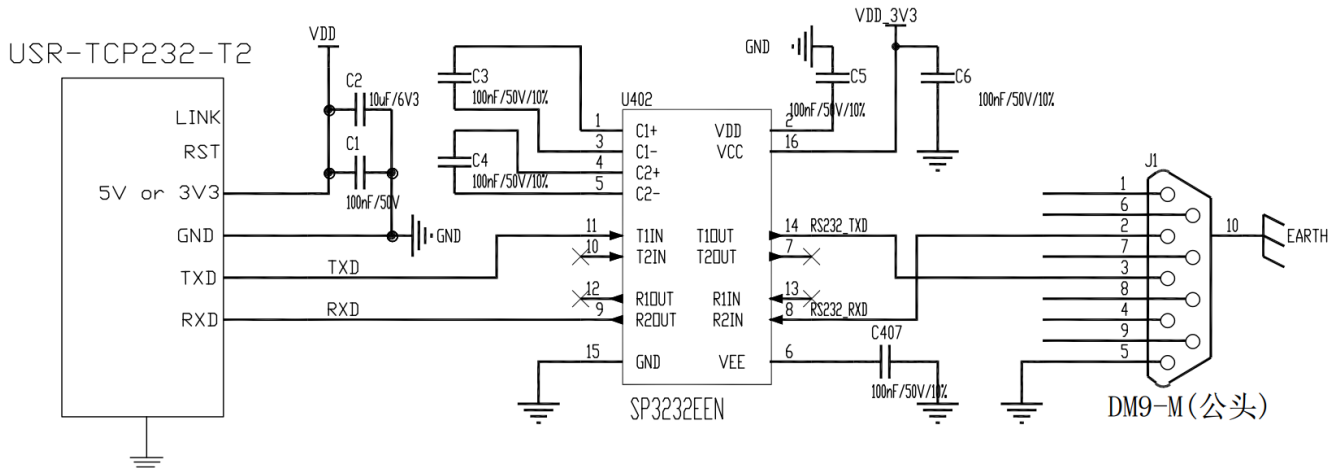 USR-TCP232-T2
LINK
RST
5V or 3V3
GND
TXD
RXD
VDD
C2
10uF/6V3
C1
100nF/50V
GND
TXD
RXD
C3
100nF/50V/10%
C4
100nF/50V/10%
U402
1 C1+
3 C1-
4 C2+
5 C2-
11 T1IN
10 T2IN
12 R1OUT
9 R2OUT
15 GND
VDD 2
VCC 16
T1OUT 14
T2OUT 7
R1IN 13
R2IN 8
VEE 6
SP3232EEN
GND
C5
100nF/50V/10%
VDD_3V3
C6
100nF/50V/10%
RS232_TXD
RS232_RXD
C407
100nF/50V/10%
J1
1
6
2
7
3
8
4
9
5
10
EARTH
DM9-M(公头)